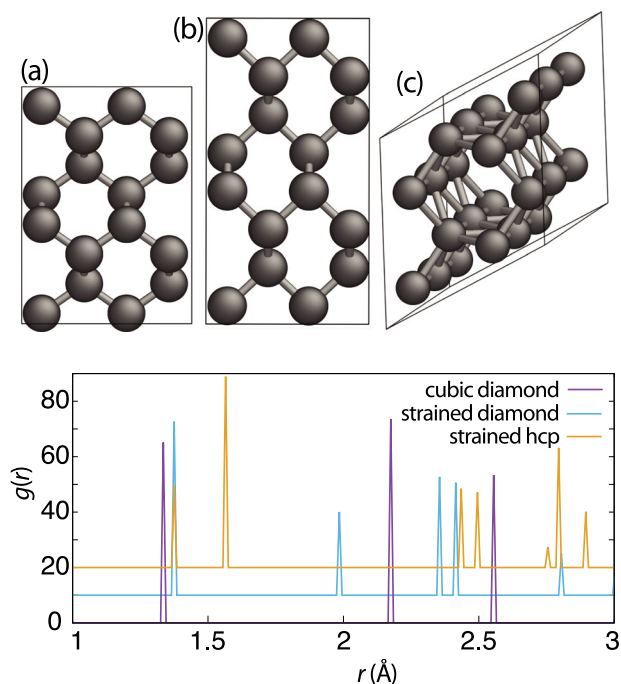 (a)
(b)
(c)
cubic diamond
strained diamond
strained hcp
g(r)
80
60
40
20
0
1
1.5
2
2.5
3
r (Å)